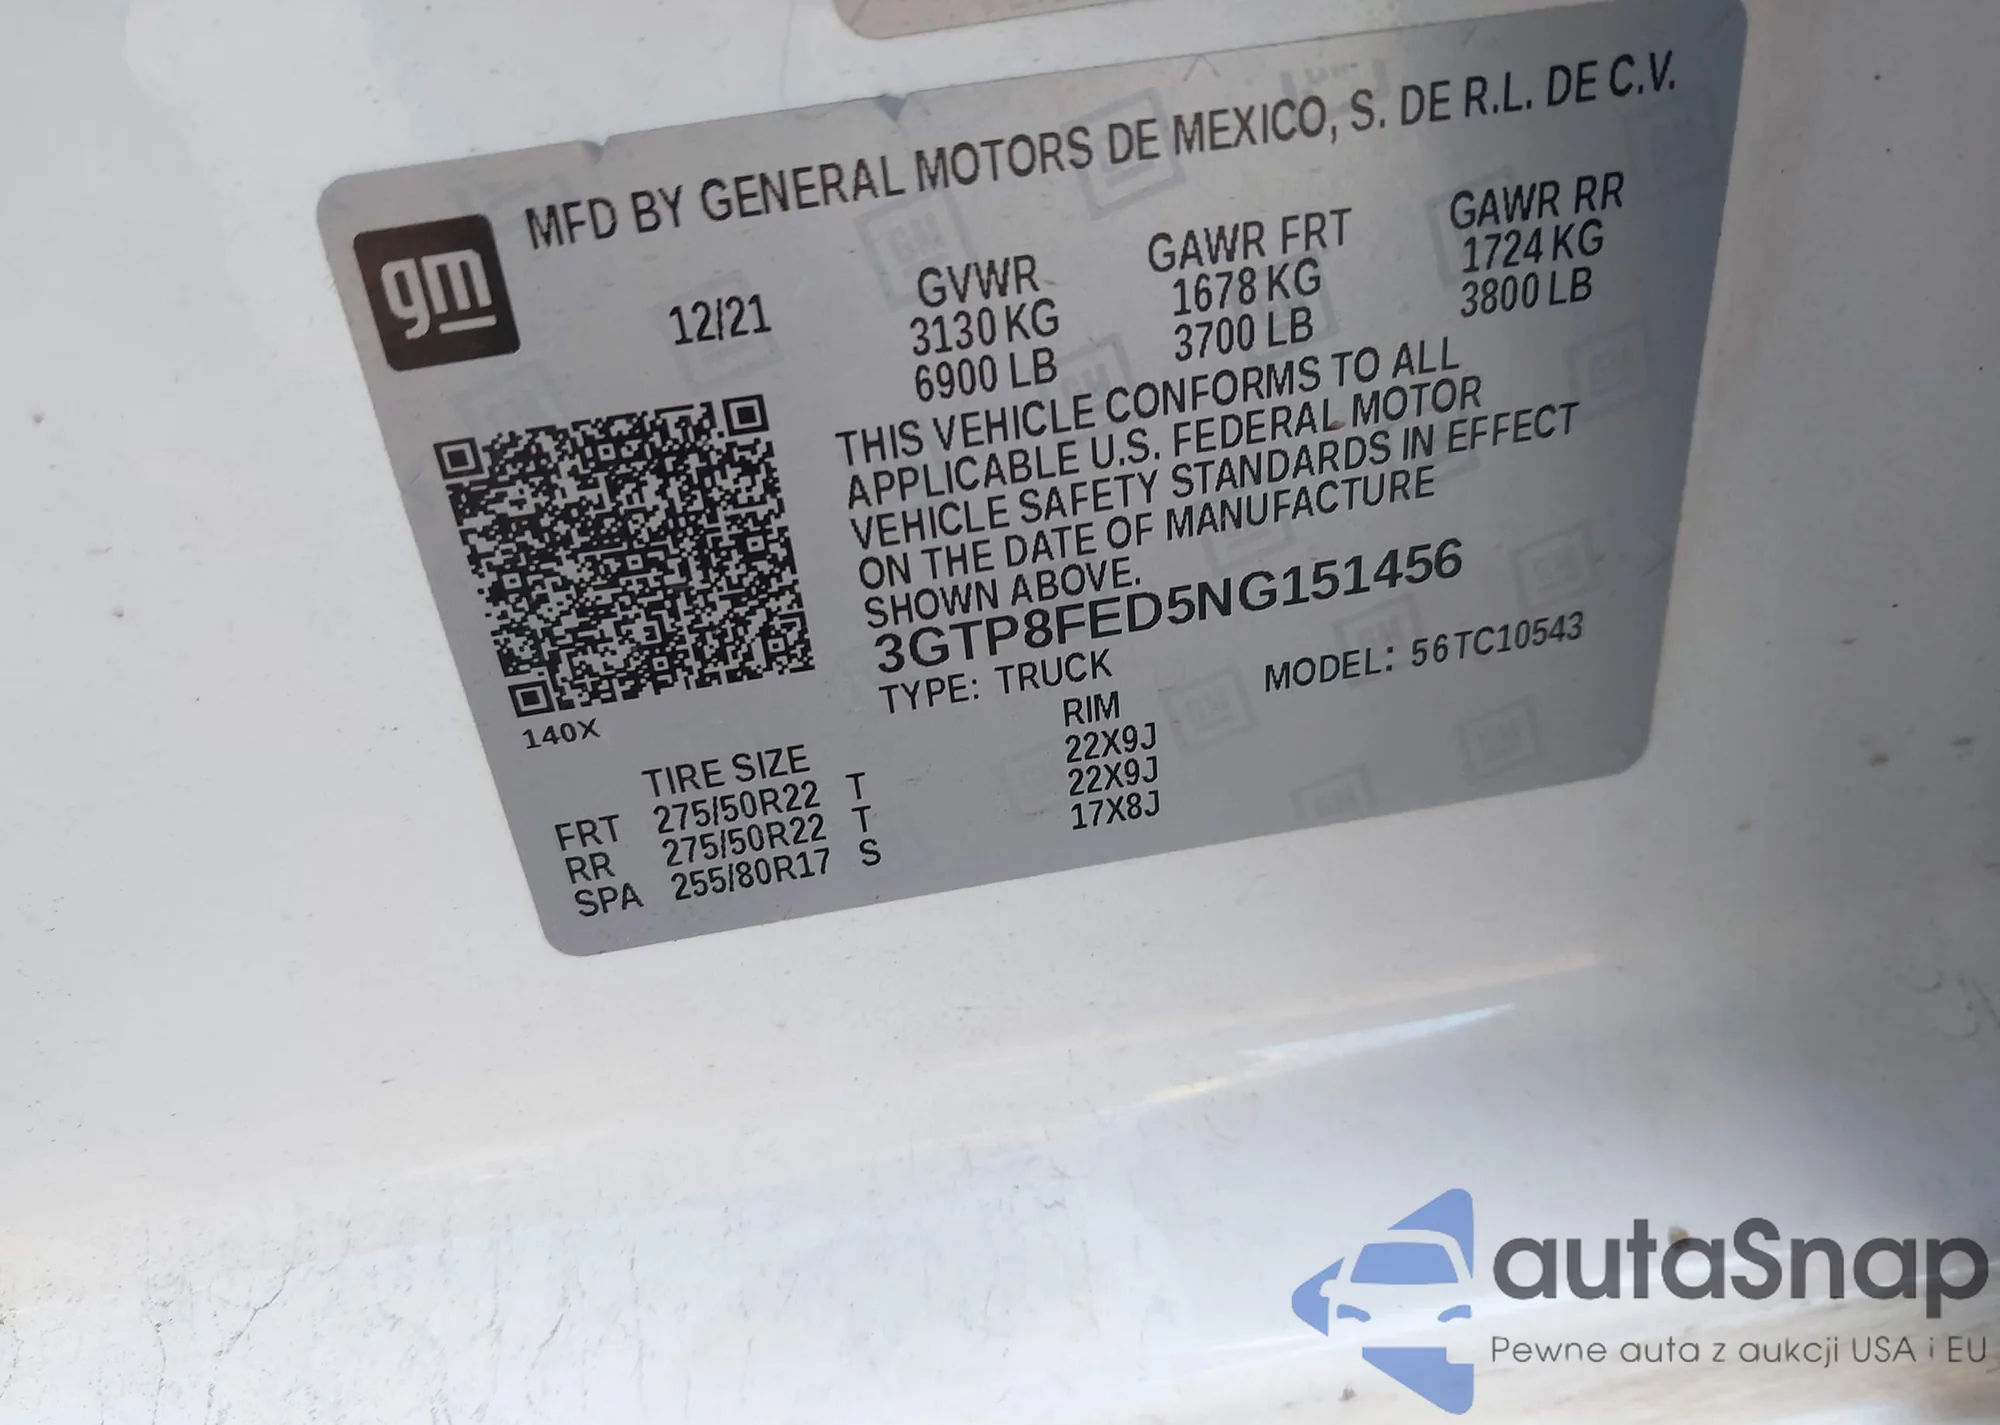 MFD BY GENERAL MOTORS DE MEXICO, S. DE R.L. DE C.V.
gm
12/21
GVWR GAWR FRT GAWR RR
3130 KG 1678 KG 1724 KG
6900 LB 3700 LB 3800 LB
THIS VEHICLE CONFORMS TO ALL
APPLICABLE U.S. FEDERAL MOTOR
VEHICLE SAFETY STANDARDS IN EFFECT
ON THE DATE OF MANUFACTURE
SHOWN ABOVE.
3GTP8FED5NG151456
TYPE: TRUCK MODEL: 56TC10543
140X
TIRE SIZE RIM
FRT 275/50R22 T 22X9J
RR 275/50R22 T 22X9J
SPA 255/80R17 S 17X8J
autaSnap
Pewne auta z aukcji USA i EU